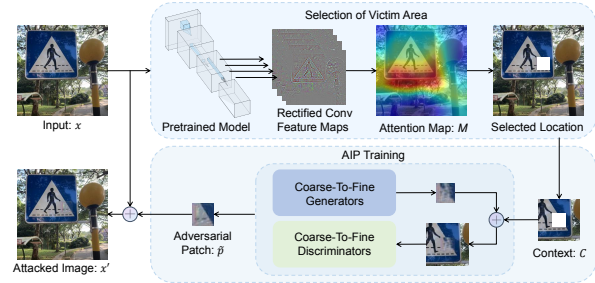 Selection of Victim Area
Input: x
Pretrained Model
Rectified Conv
Feature Maps
Attention Map: M
Selected Location
AIP Training
Coarse-To-Fine
Generators
Coarse-To-Fine
Discriminators
Adversarial
Patch: p̃
Attacked Image: x′
Context: C